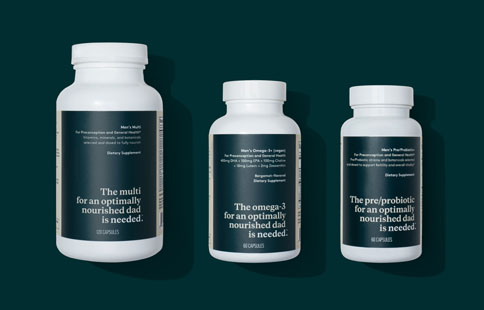 Men's Multi
For Preconception and General Health*
Dietary Supplement
The multi
for an optimally
nourished dad
is needed.
120 CAPSULES
Men's Omega-3+ (vegan)
For Preconception and General Health
Bergamot-flavored
Dietary Supplement
The omega-3
for an optimally
nourished dad
is needed.
60 CAPSULES
Men's Pre/Probiotic
For Preconception and General Health*
Dietary Supplement
The pre/probiotic
for an optimally
nourished dad
is needed.
60 CAPSULES